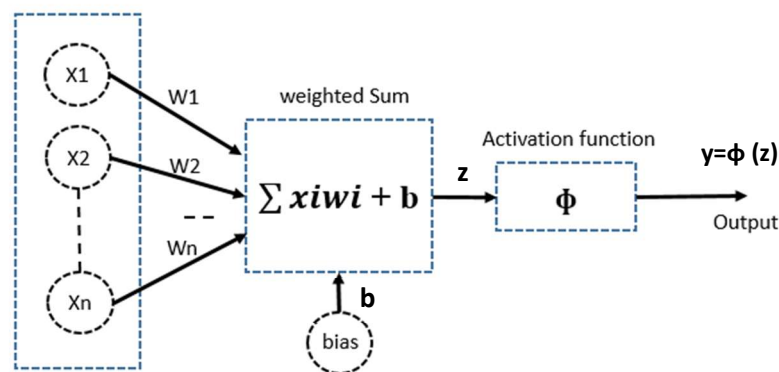 X1
W1
weighted Sum
X2
W2
Activation function
y=ϕ (z)
∑ xiwi + b
z
ϕ
Output
Wn
Xn
b
bias